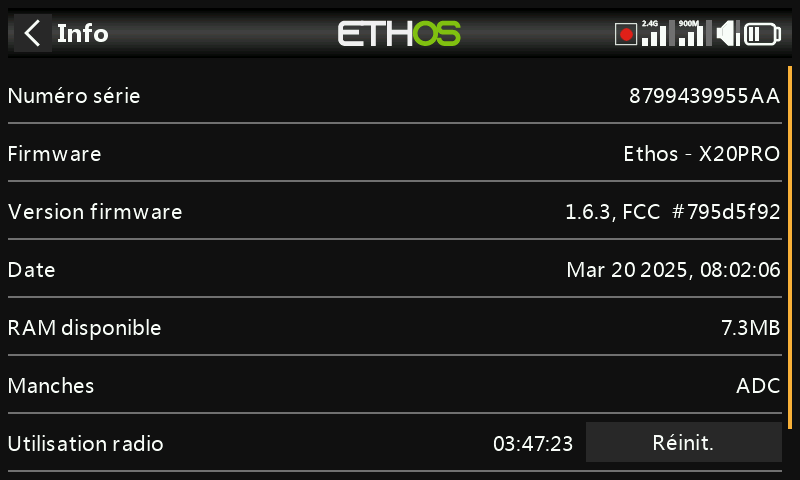 Info ETHOS 2.4G 900M
Numéro série 8799439955AA
Firmware Ethos - X20PRO
Version firmware 1.6.3, FCC #795d5f92
Date Mar 20 2025, 08:02:06
RAM disponible 7.3MB
Manches ADC
Utilisation radio 03:47:23 Réinit.